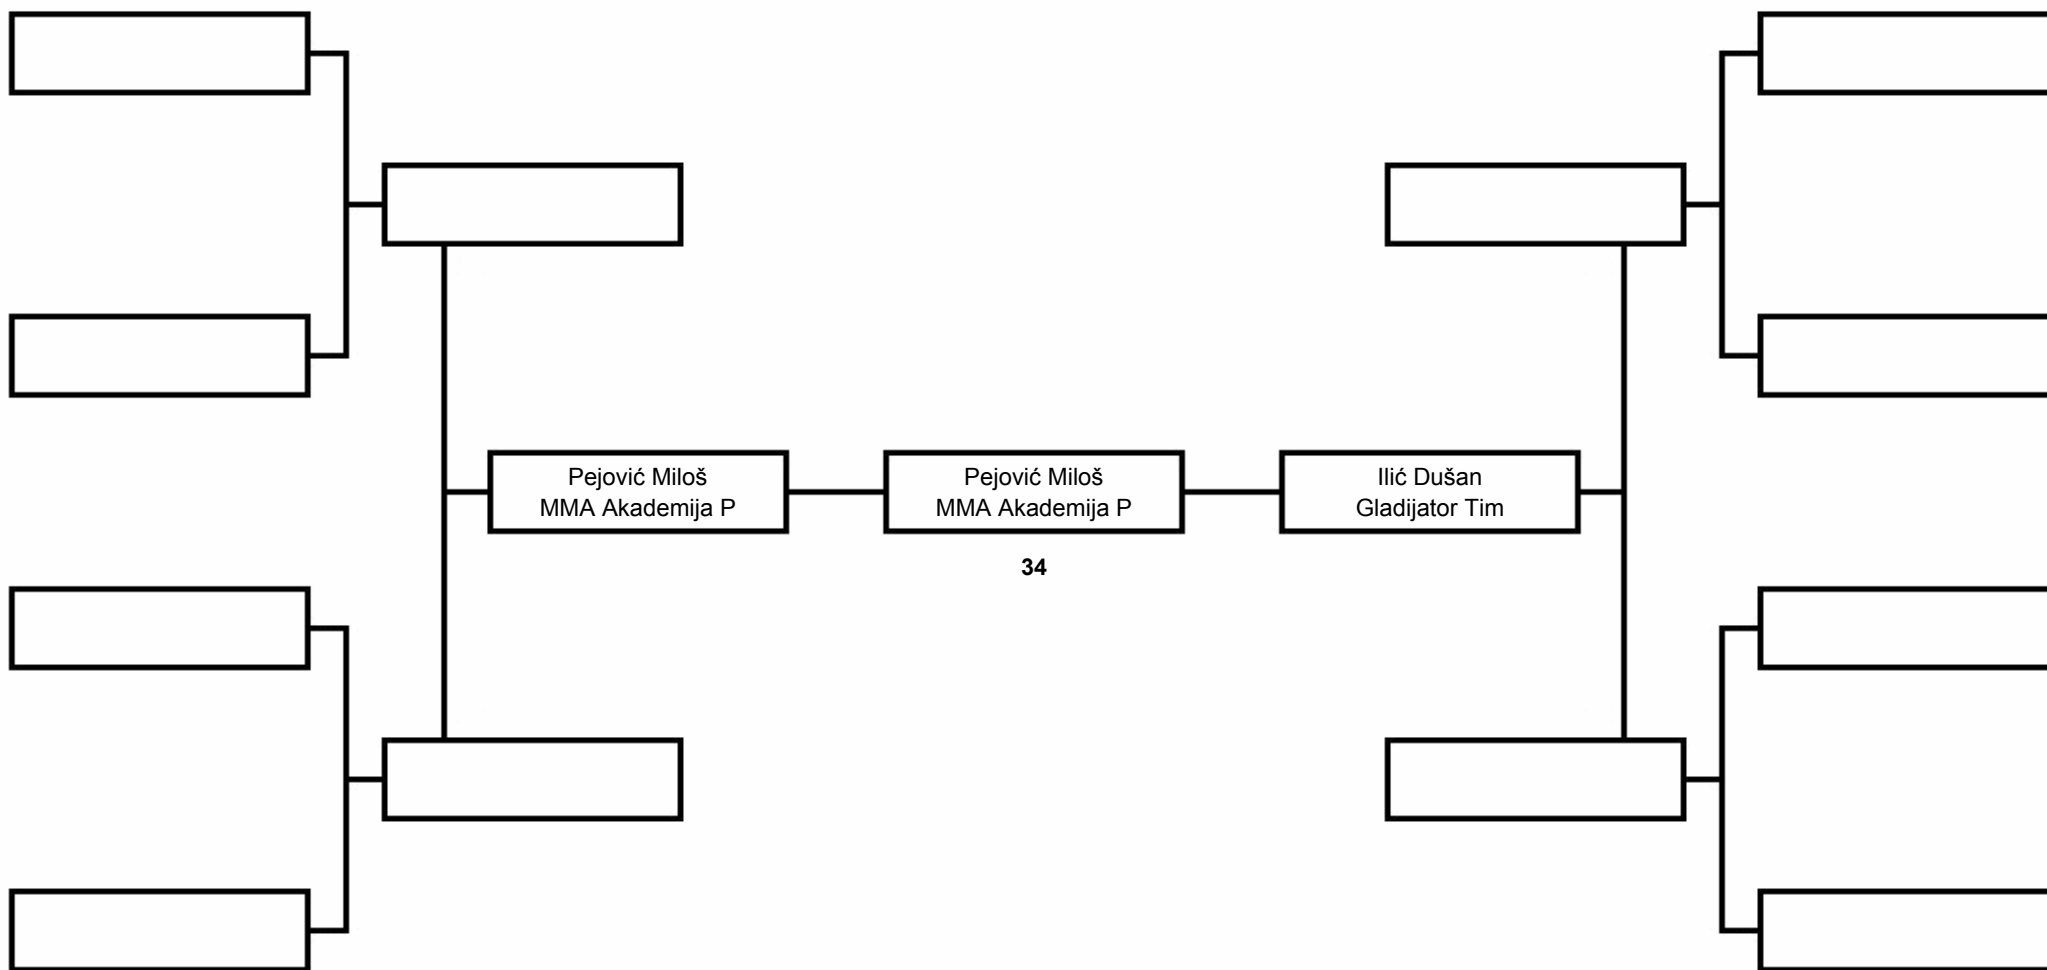 Pejović Miloš
MMA Akademija P
Pejović Miloš
MMA Akademija P
Ilić Dušan
Gladijator Tim
34